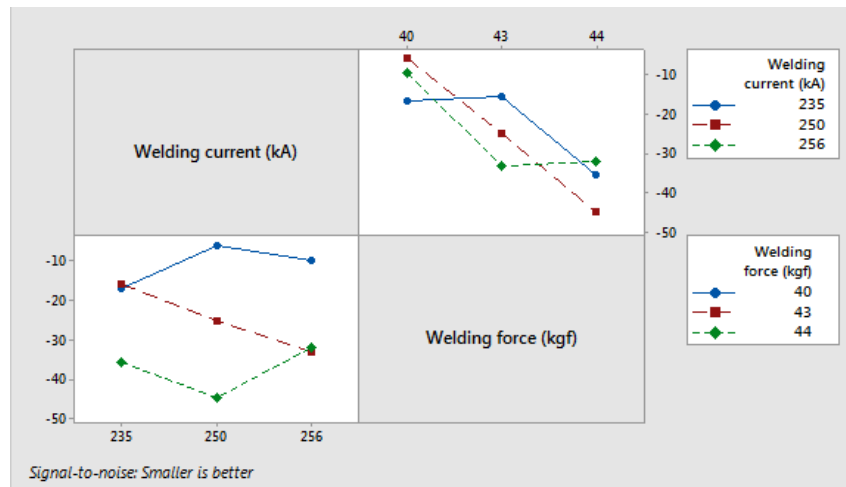 40 43 44
Welding current (kA)
-10
-20
-30
-40
-50
Welding
current (kA)
235
250
256
-10
-20
-30
-40
-50
235 250 256
Welding force (kgf)
Welding
force (kgf)
40
43
44
Signal-to-noise: Smaller is better